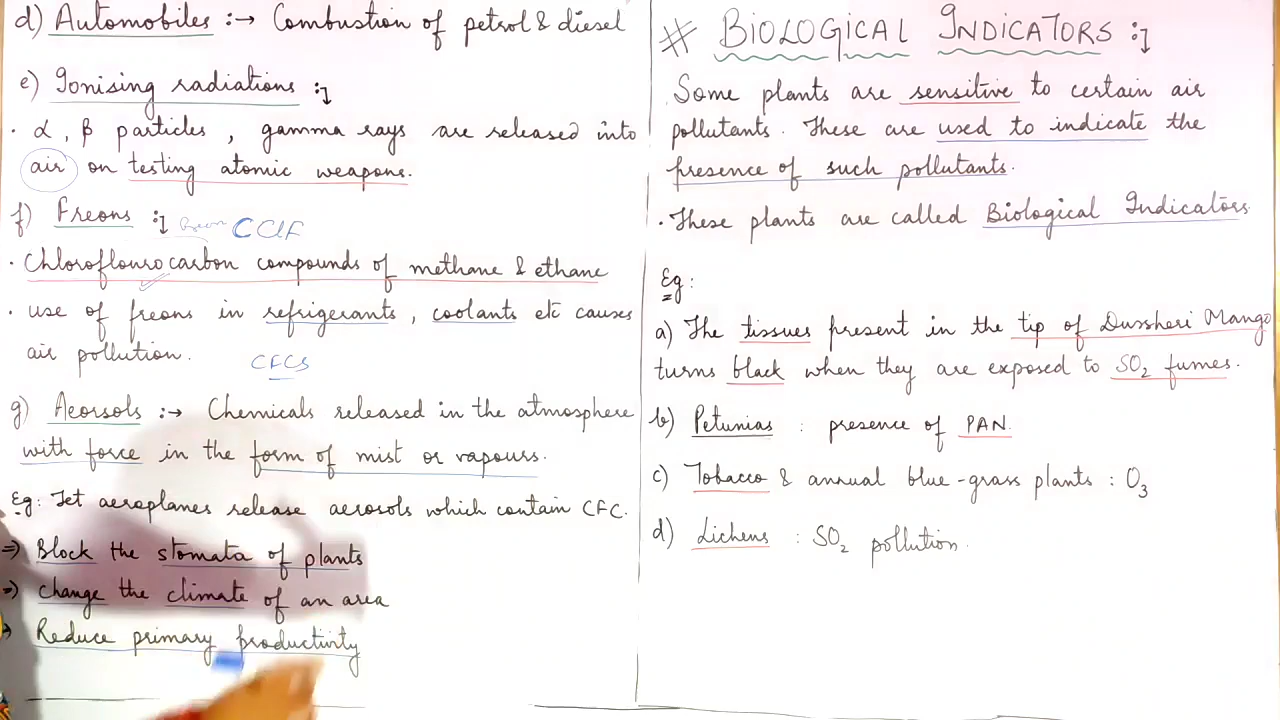 d) Automobiles :→ Combustion of petrol & diesel
e) Ionising radiations :]
· α, β particles, gamma rays are released into
air on testing atomic weapons.
f) Freons :] CClF
· Chloroflouro carbon compounds of methane & ethane
· use of freons in refrigerants, coolants etc causes
air pollution.
CFCS
g) Aeorsols :→ Chemicals released in the atmosphere
with force in the form of mist or vapours.
Eg: Jet aeroplanes release aerosols which contain CFC.
⇒) Block the stomata of plants
⇒) change the climate of an area
⇒) Reduce primary productivity
# BIOLOGICAL INDICATORS :]
Some plants are sensitive to certain air
pollutants. These are used to indicate the
presence of such pollutants.
· These plants are called Biological Indicators.
Eg:
a) The tissues present in the tip of Dussheri Mango
turns black when they are exposed to SO₂ fumes.
b) Petunias : presence of PAN.
c) Tobacco & annual blue-grass plants : O₃
d) Lichens : SO₂ pollution.